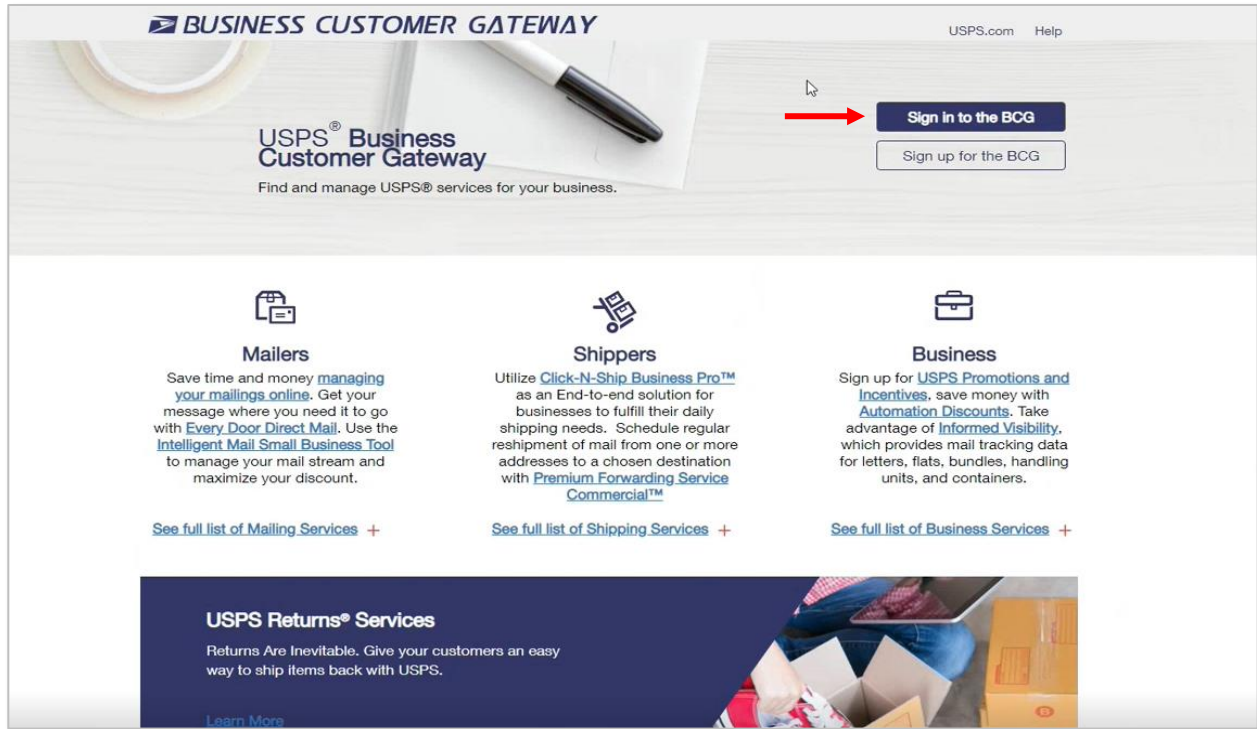 BUSINESS CUSTOMER GATEWAY
USPS.com Help
Sign in to the BCG
Sign up for the BCG
USPS® Business
Customer Gateway
Find and manage USPS® services for your business.
Mailers
Save time and money managing
your mailings online. Get your
message where you need it to go
with Every Door Direct Mail. Use the
Intelligent Mail Small Business Tool
to manage your mail stream and
maximize your discount.
See full list of Mailing Services +
Shippers
Utilize Click-N-Ship Business Pro™
as an End-to-end solution for
businesses to fulfill their daily
shipping needs. Schedule regular
reshipment of mail from one or more
addresses to a chosen destination
with Premium Forwarding Service
Commercial™
See full list of Shipping Services +
Business
Sign up for USPS Promotions and
Incentives, save money with
Automation Discounts. Take
advantage of Informed Visibility,
which provides mail tracking data
for letters, flats, bundles, handling
units, and containers.
See full list of Business Services +
USPS Returns® Services
Returns Are Inevitable. Give your customers an easy
way to ship items back with USPS.
Learn More